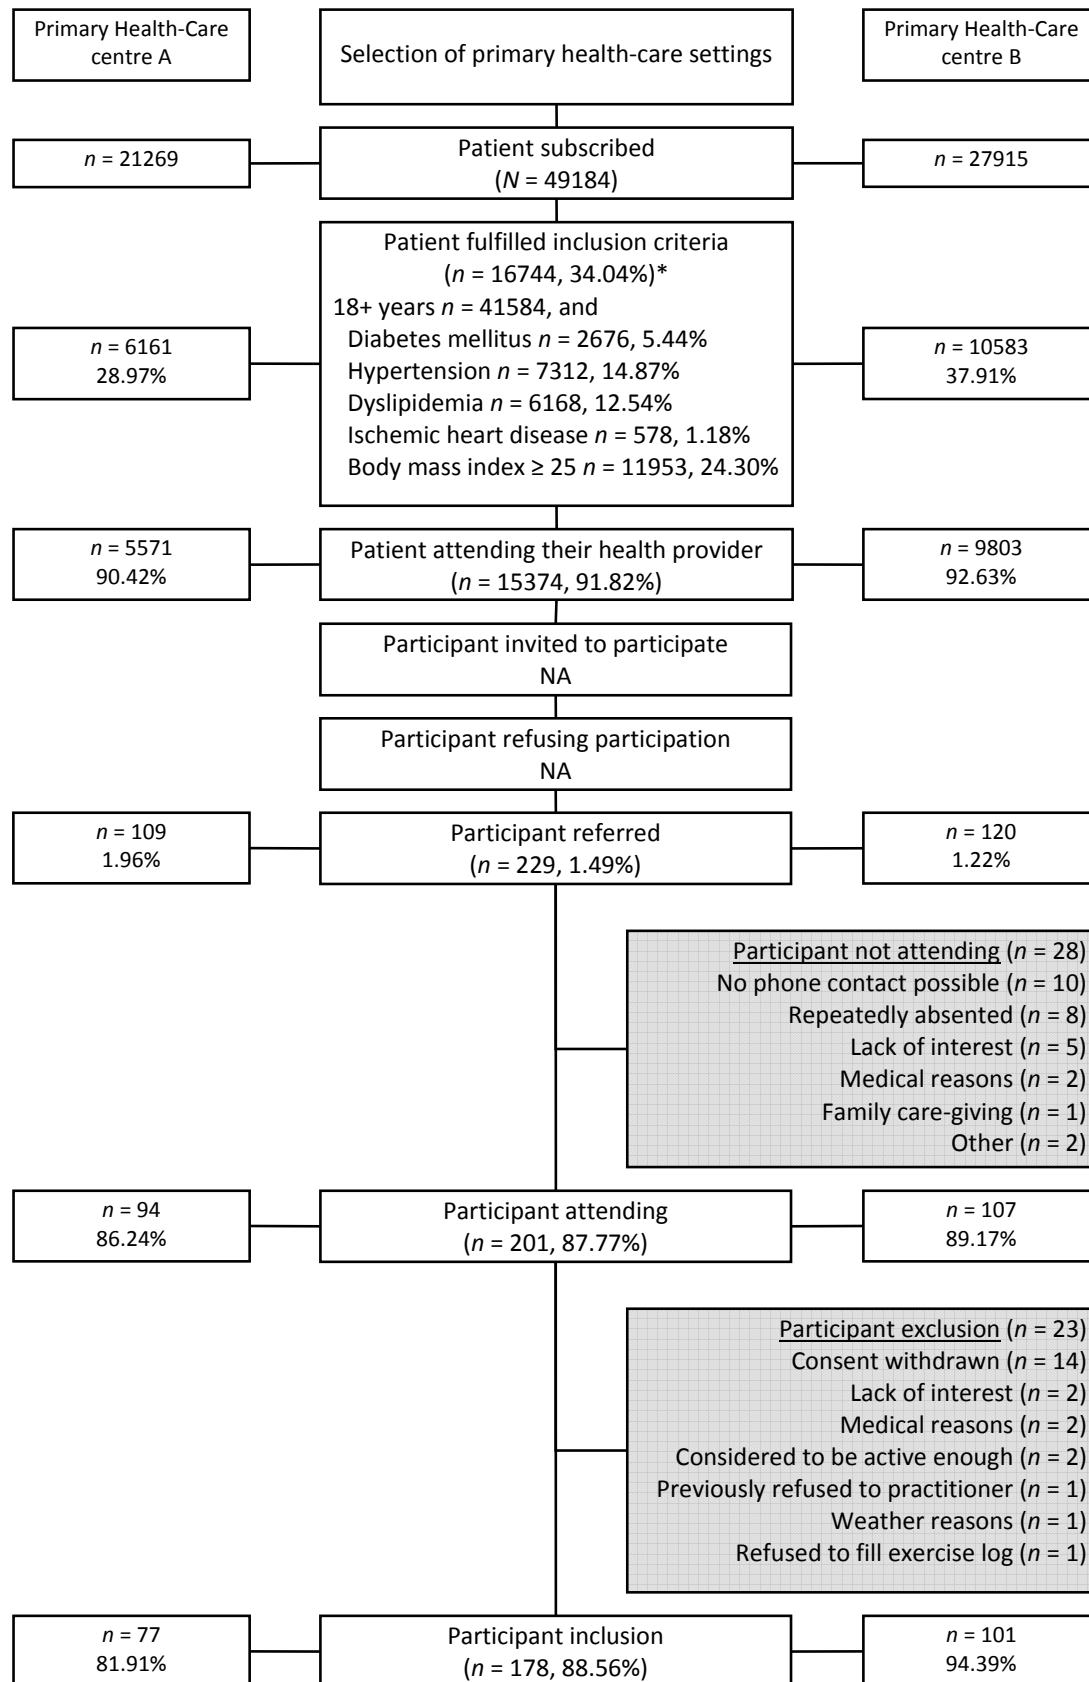 Primary Health-Care
centre A
Selection of primary health-care settings
Primary Health-Care
centre B
n = 21269
Patient subscribed
(N = 49184)
n = 27915
Patient fulfilled inclusion criteria
(n = 16744, 34.04%)*
18+ years n = 41584, and
Diabetes mellitus n = 2676, 5.44%
Hypertension n = 7312, 14.87%
Dyslipidemia n = 6168, 12.54%
Ischemic heart disease n = 578, 1.18%
Body mass index ≥ 25 n = 11953, 24.30%
n = 6161
28.97%
n = 10583
37.91%
n = 5571
90.42%
Patient attending their health provider
(n = 15374, 91.82%)
n = 9803
92.63%
Participant invited to participate
NA
Participant refusing participation
NA
n = 109
1.96%
Participant referred
(n = 229, 1.49%)
n = 120
1.22%
Participant not attending (n = 28)
No phone contact possible (n = 10)
Repeatedly absented (n = 8)
Lack of interest (n = 5)
Medical reasons (n = 2)
Family care-giving (n = 1)
Other (n = 2)
n = 94
86.24%
Participant attending
(n = 201, 87.77%)
n = 107
89.17%
Participant exclusion (n = 23)
Consent withdrawn (n = 14)
Lack of interest (n = 2)
Medical reasons (n = 2)
Considered to be active enough (n = 2)
Previously refused to practitioner (n = 1)
Weather reasons (n = 1)
Refused to fill exercise log (n = 1)
n = 77
81.91%
Participant inclusion
(n = 178, 88.56%)
n = 101
94.39%